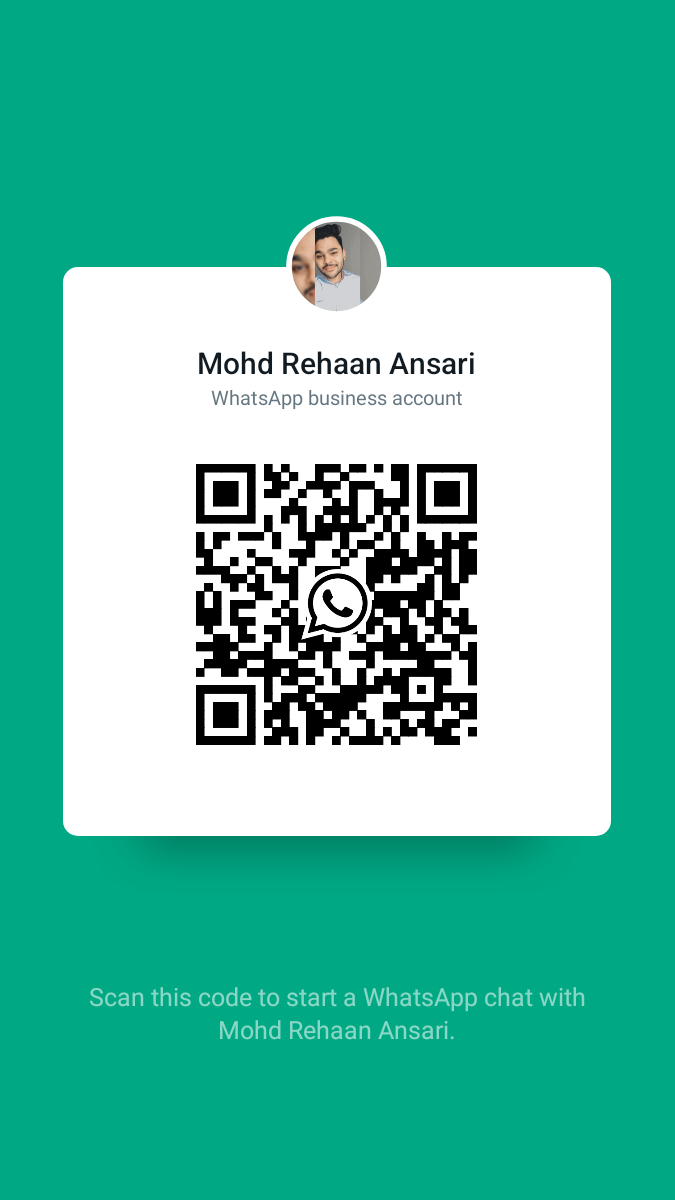 Mohd Rehaan Ansari
WhatsApp business account
Scan this code to start a WhatsApp chat with
Mohd Rehaan Ansari.